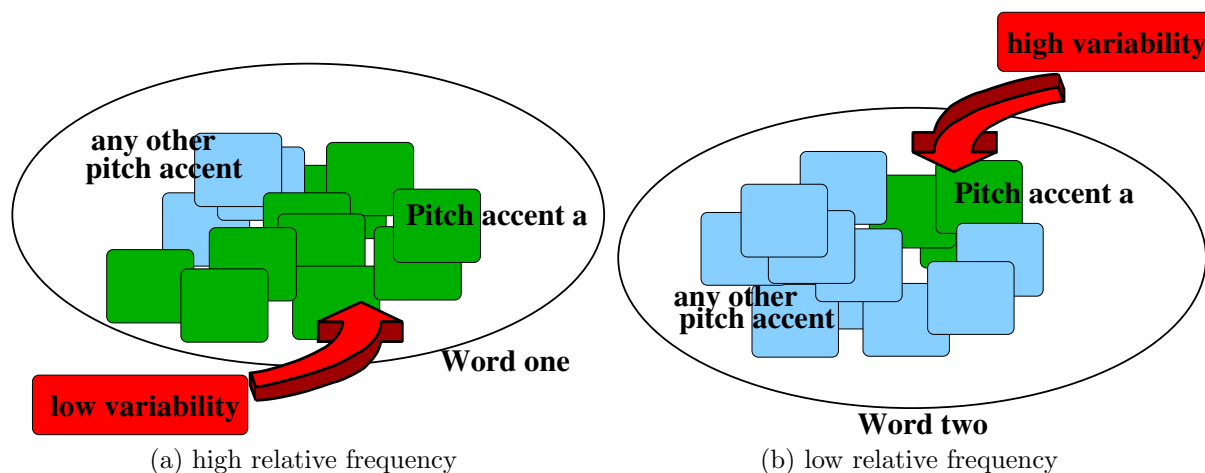 any other
pitch accent
Pitch accent a
Word one
low variability
(a) high relative frequency
high variability
Pitch accent a
any other
pitch accent
Word two
(b) low relative frequency